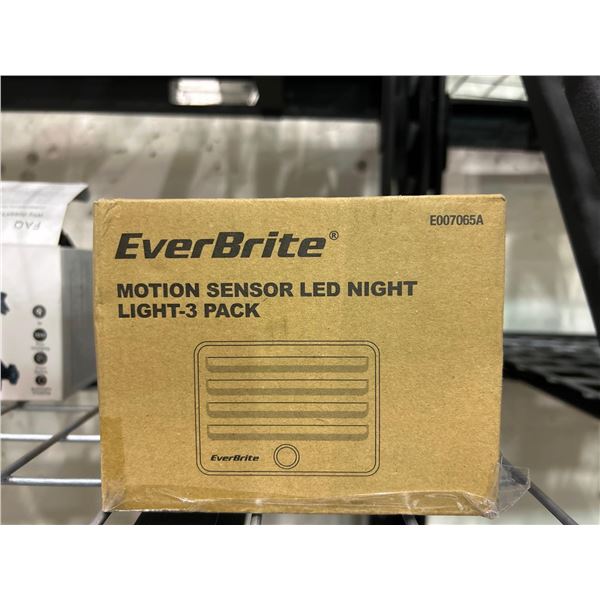 E007065A
EverBrite®
MOTION SENSOR LED NIGHT
LIGHT-3 PACK
EverBrite
FAQ